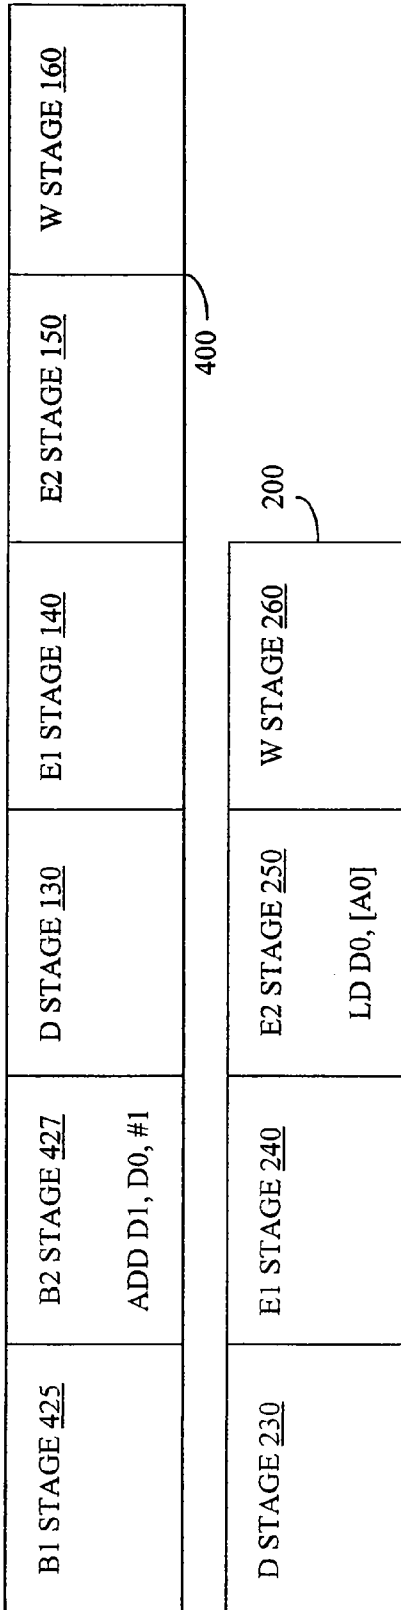 B1 STAGE 425
B2 STAGE 427
ADD D1, D0, #1
D STAGE 130
E1 STAGE 140
E2 STAGE 150
W STAGE 160
400
D STAGE 230
E1 STAGE 240
E2 STAGE 250
LD D0, [A0]
W STAGE 260
200